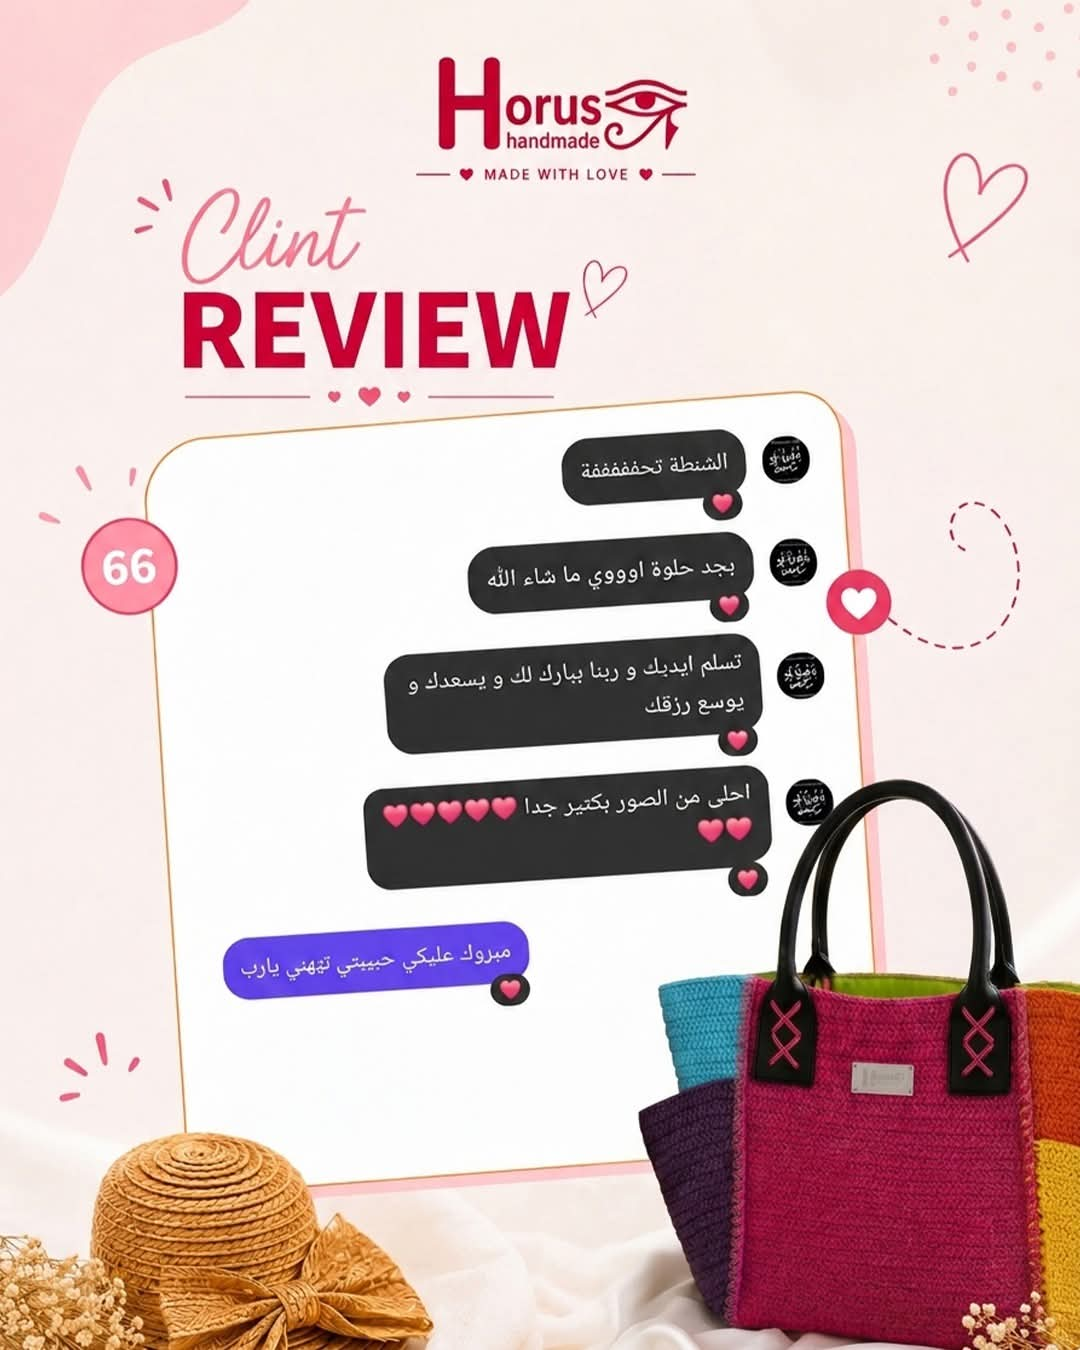 Horus
handmade
MADE WITH LOVE
Clint
REVIEW
66
الشنطة تحفففففة
بجد حلوة اوووي ما شاء الله
تسلم ايديك و ربنا يبارك لك و يسعدك و
يوسع رزقك
احلى من الصور بكتير جدا
مبروك عليكي حبيبتي تتهني يارب